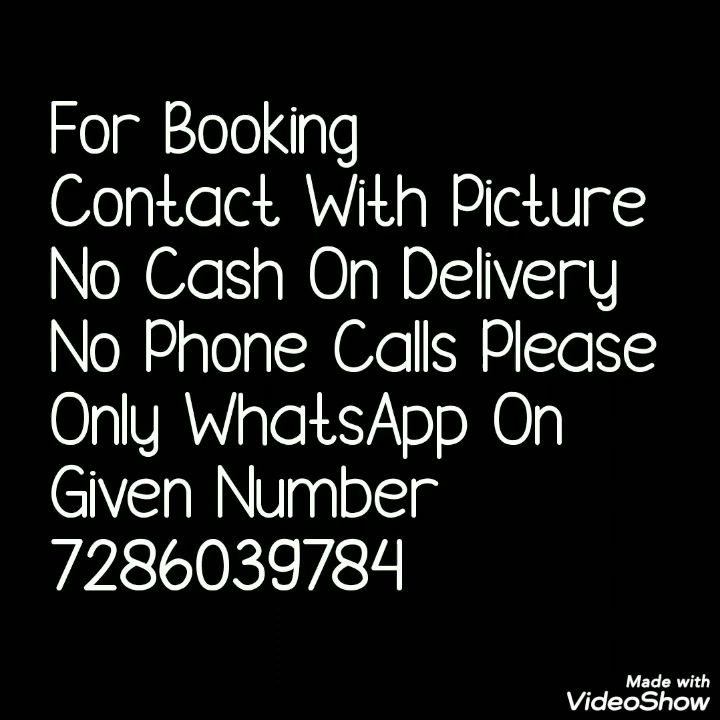 For Booking
Contact With Picture
No Cash On Delivery
No Phone Calls Please
Only WhatsApp On
Given Number
7286039784
Made with
VideoShow